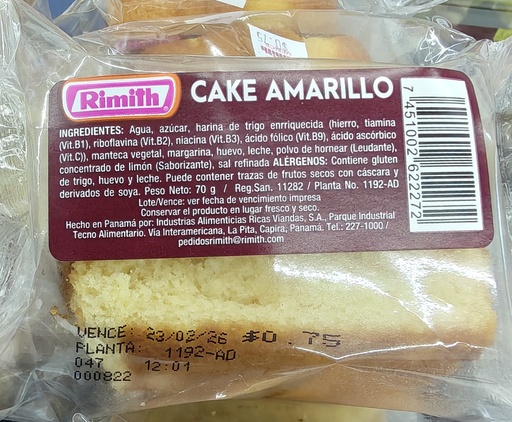 $0.75
Rimith
CAKE AMARILLO
INGREDIENTES: Agua, azúcar, harina de trigo enrriquecida (hierro, tiamina
(Vit.B1), riboflavina (Vit.B2), niacina (Vit.B3), ácido fólico (Vit.B9), ácido ascórbico
(Vit.C)), manteca vegetal, margarina, huevo, leche, polvo de hornear (Leudante),
concentrado de limón (Saborizante), sal refinada ALÉRGENOS: Contiene gluten
de trigo, huevo y leche. Puede contener trazas de frutos secos con cáscara y
derivados de soya. Peso Neto: 70 g / Reg.San. 11282 / Planta No. 1192-AD
Lote/Vence: ver fecha de vencimiento impresa
Conservar el producto en lugar fresco y seco.
Hecho en Panamá por: Industrias Alimenticias Ricas Viandas, S.A., Parque Industrial
Tecno Alimentario. Vía Interamericana, La Pita, Capira, Panamá. Tel.: 227-1000 /
pedidosrimith@rimith.com
7 451002 622272
VENCE: 23/02/26 $0.75
PLANTA: 1192-AD
047 12:01
000822